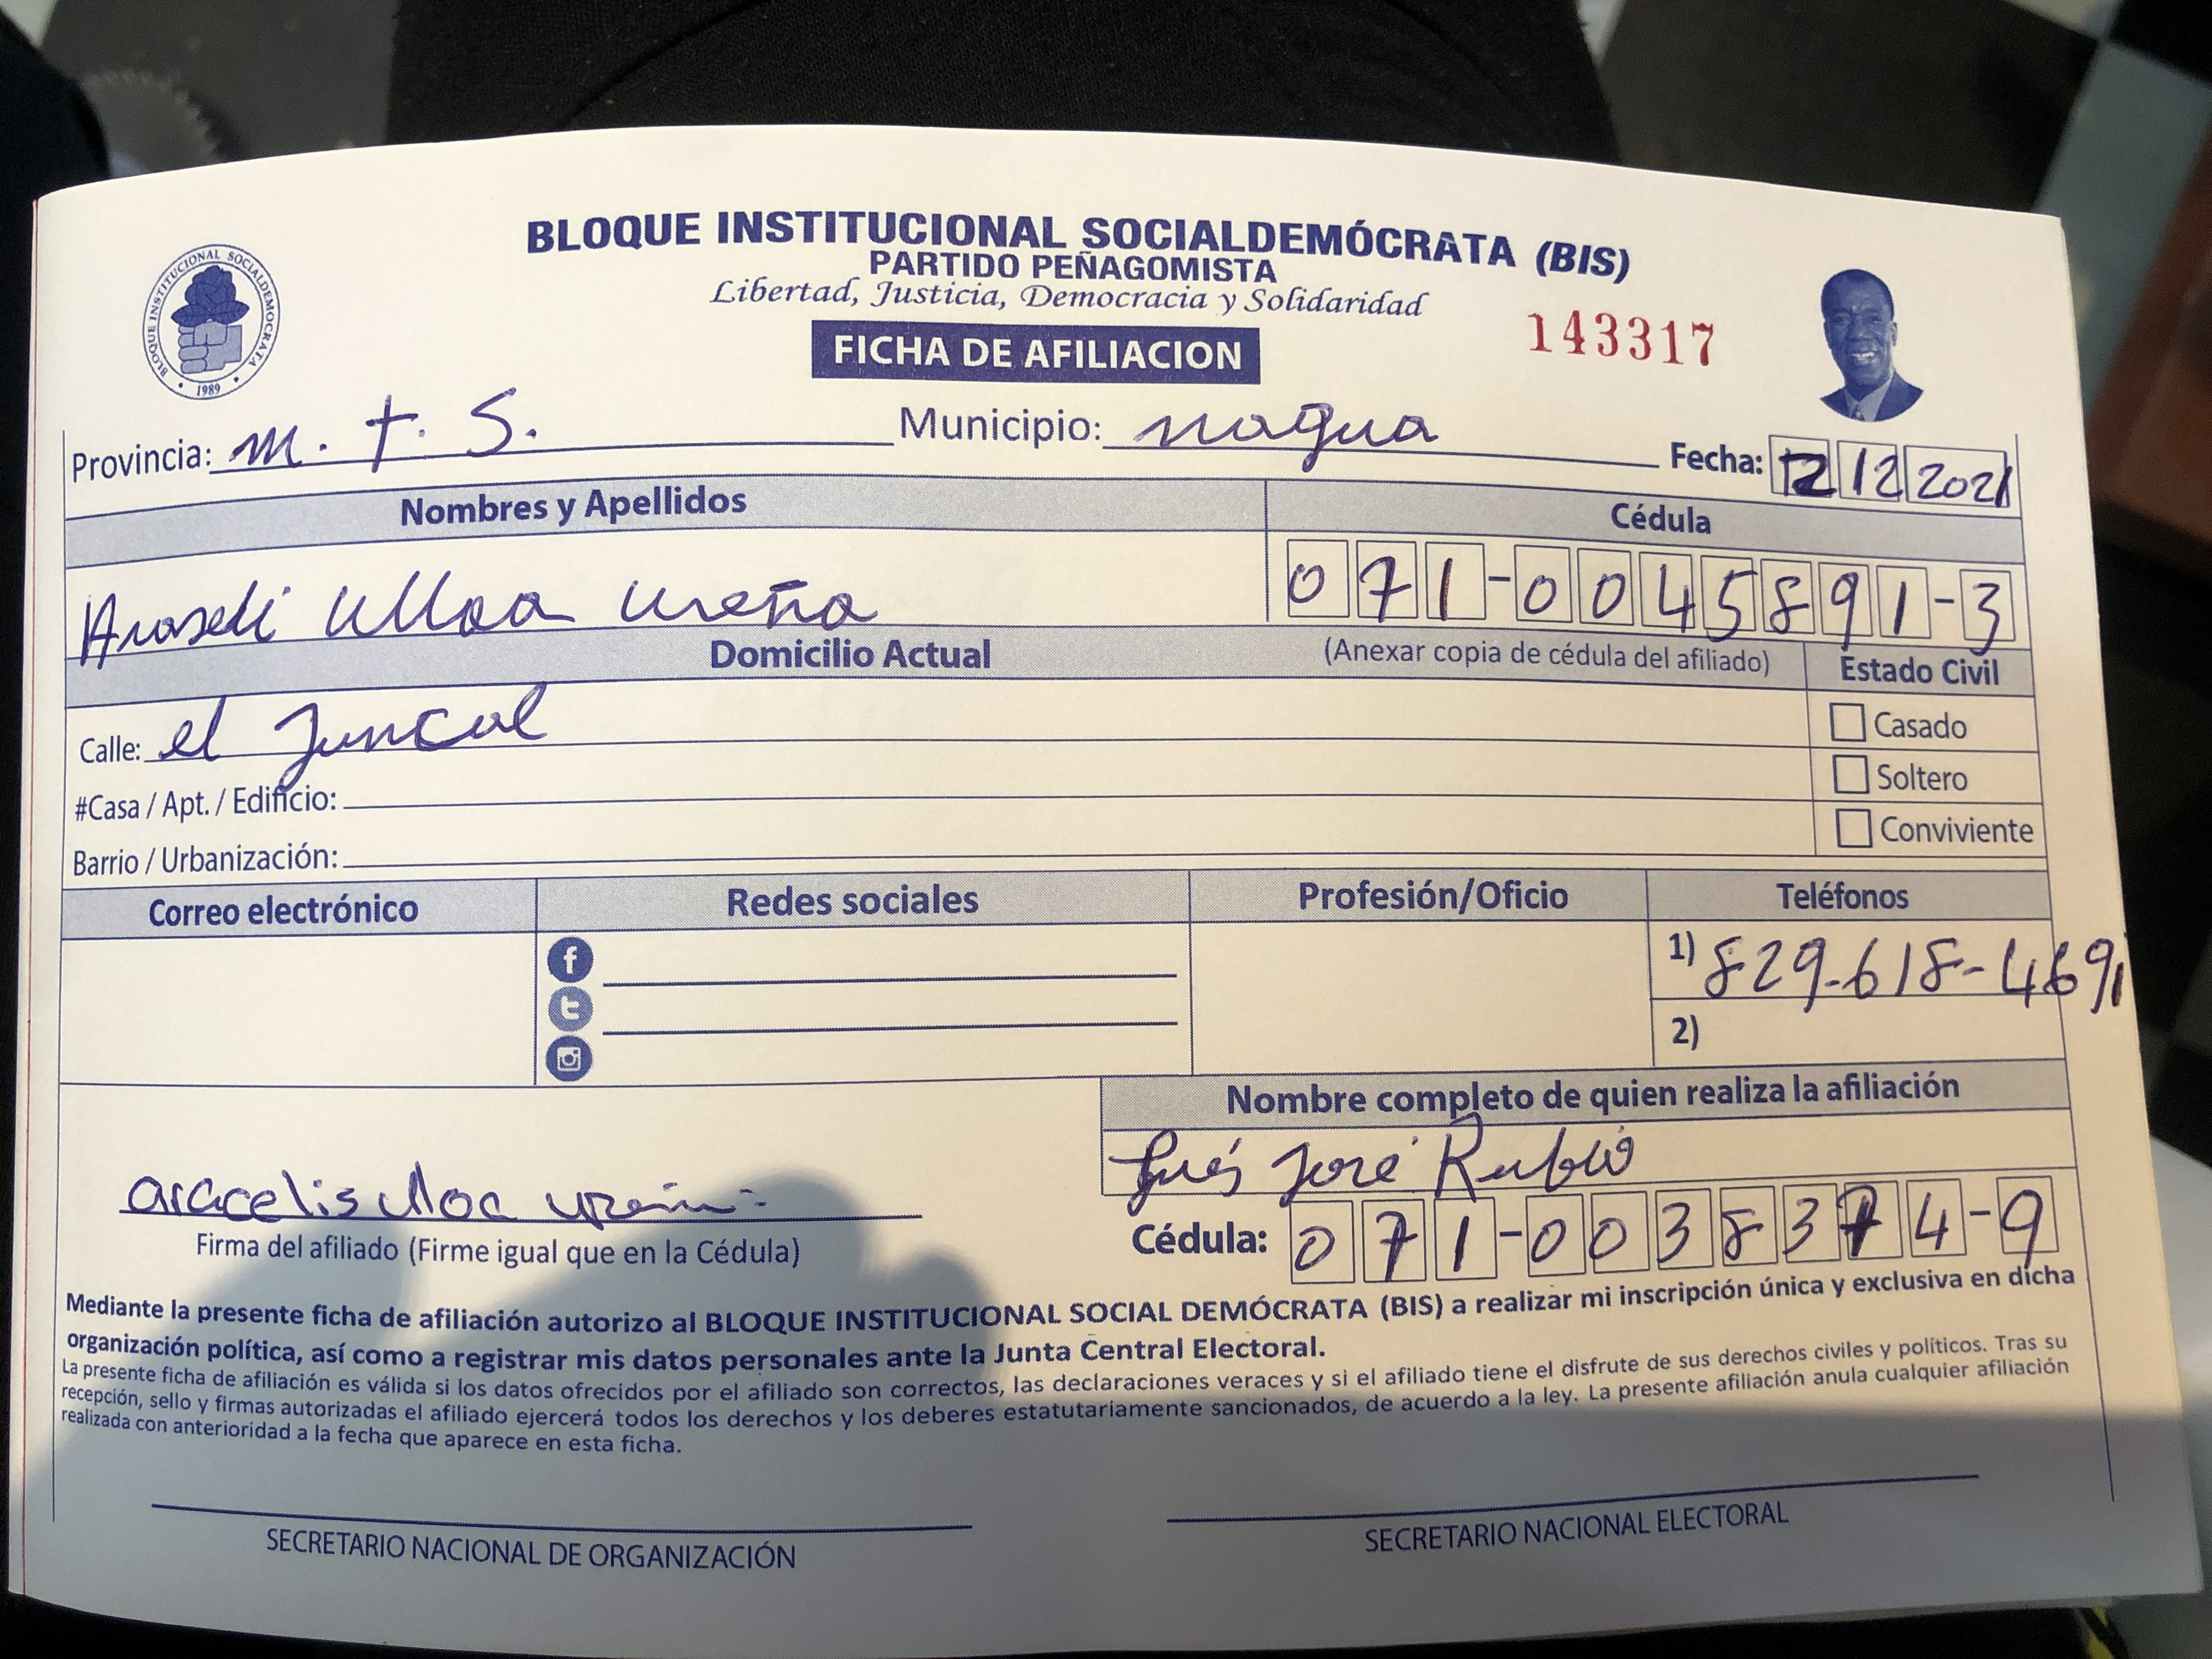 BLOQUE INSTITUCIONAL SOCIALDEMÓCRATA (BIS)
PARTIDO PEÑAGOMISTA
Libertad, Justicia, Democracia y Solidaridad
BLOQUE INSTITUCIONAL SOCIALDEMOCRATA
• 1989 •
FICHA DE AFILIACION
143317
Provincia: M. T. S. Municipio: nagua Fecha: 12 12 2021
Nombres y Apellidos Cédula
Araseli Ulloa Ureña 071-0045891-3
Domicilio Actual (Anexar copia de cédula del afiliado) Estado Civil
Calle: el Juncal Casado
#Casa / Apt. / Edificio: Soltero
Barrio / Urbanización: Conviviente
Correo electrónico Redes sociales Profesión/Oficio Teléfonos
1) 829-618-4691
2)
Nombre completo de quien realiza la afiliación
José Rubio
aracelis ulloa
Firma del afiliado (Firme igual que en la Cédula)
Cédula: 071-0038374-9
Mediante la presente ficha de afiliación autorizo al BLOQUE INSTITUCIONAL SOCIAL DEMÓCRATA (BIS) a realizar mi inscripción única y exclusiva en dicha
organización política, así como a registrar mis datos personales ante la Junta Central Electoral.
La presente ficha de afiliación es válida si los datos ofrecidos por el afiliado son correctos, las declaraciones veraces y si el afiliado tiene el disfrute de sus derechos civiles y políticos. Tras su
recepción, sello y firmas autorizadas el afiliado ejercerá todos los derechos y los deberes estatutariamente sancionados, de acuerdo a la ley. La presente afiliación anula cualquier afiliación
realizada con anterioridad a la fecha que aparece en esta ficha.
SECRETARIO NACIONAL DE ORGANIZACIÓN SECRETARIO NACIONAL ELECTORAL